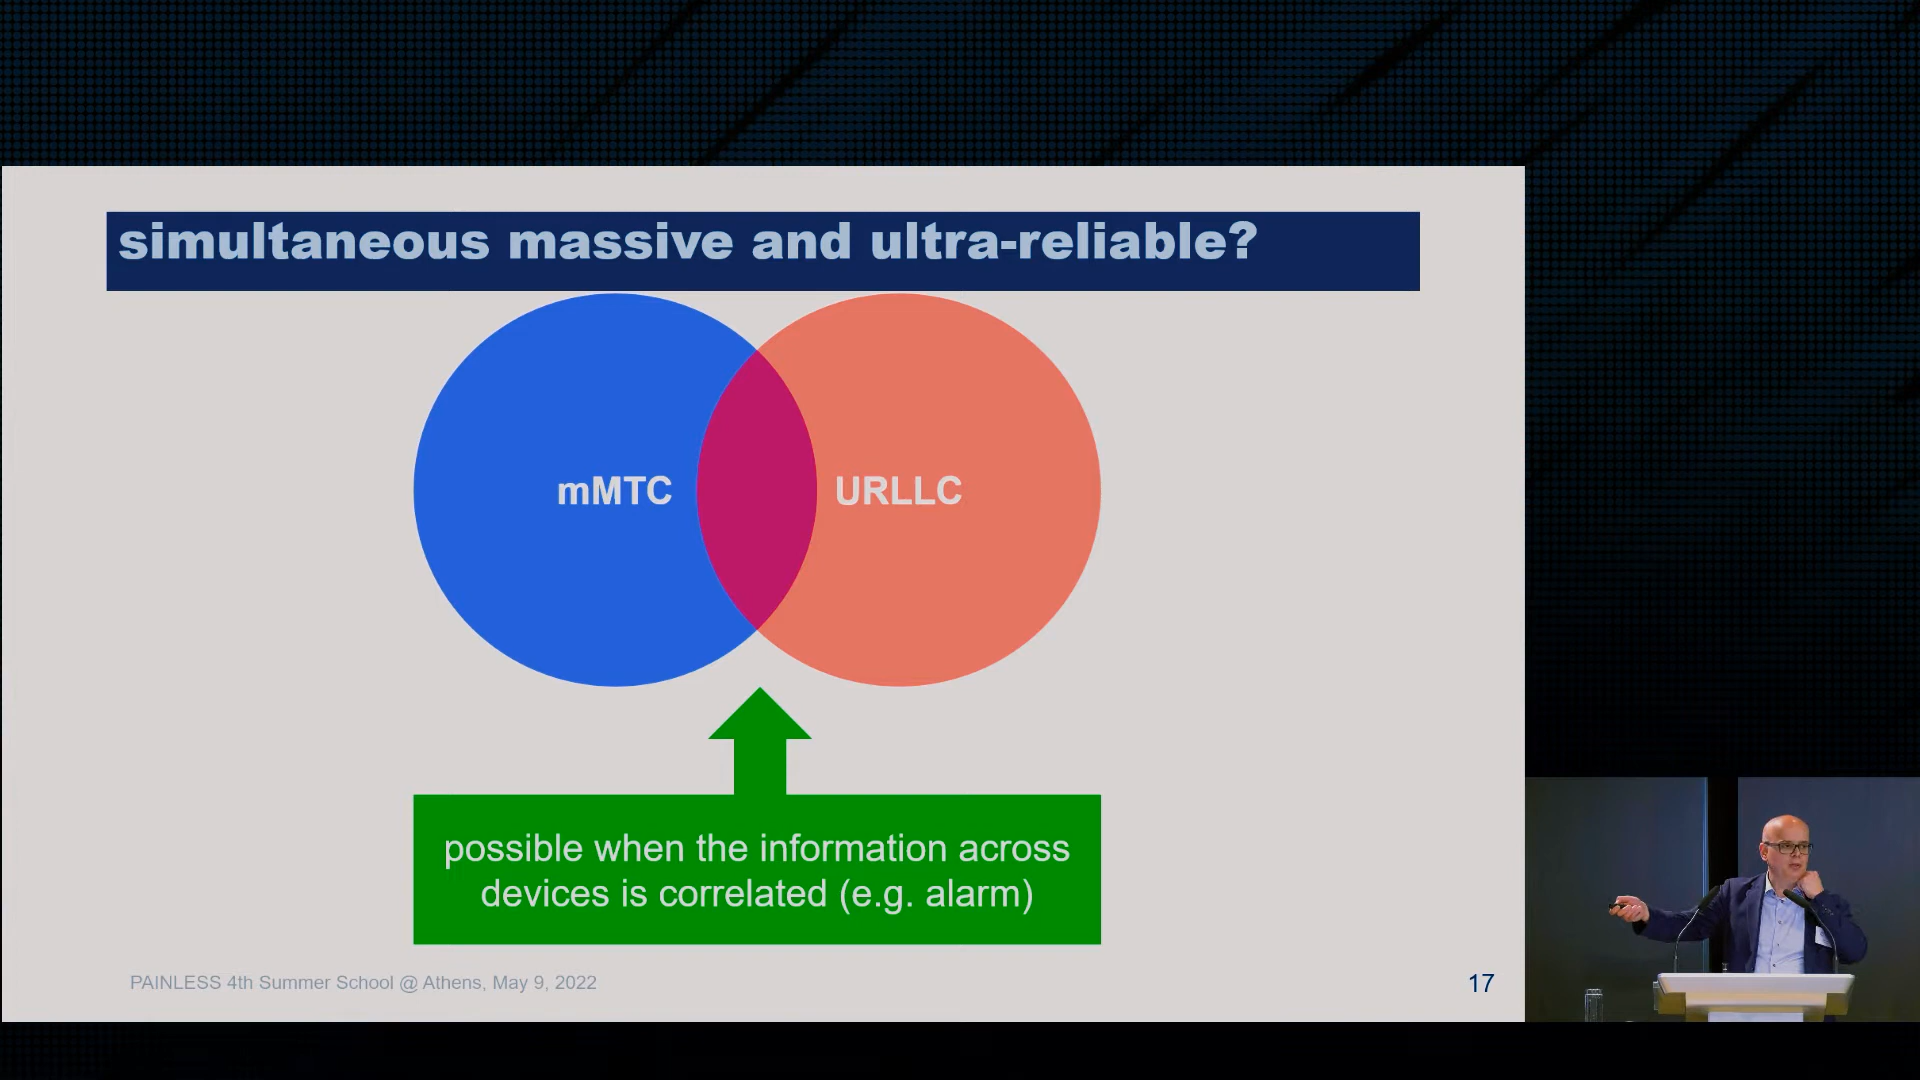 simultaneous massive and ultra-reliable?
mMTC
URLLC
possible when the information across
devices is correlated (e.g. alarm)
PAINLESS 4th Summer School @ Athens, May 9, 2022
17